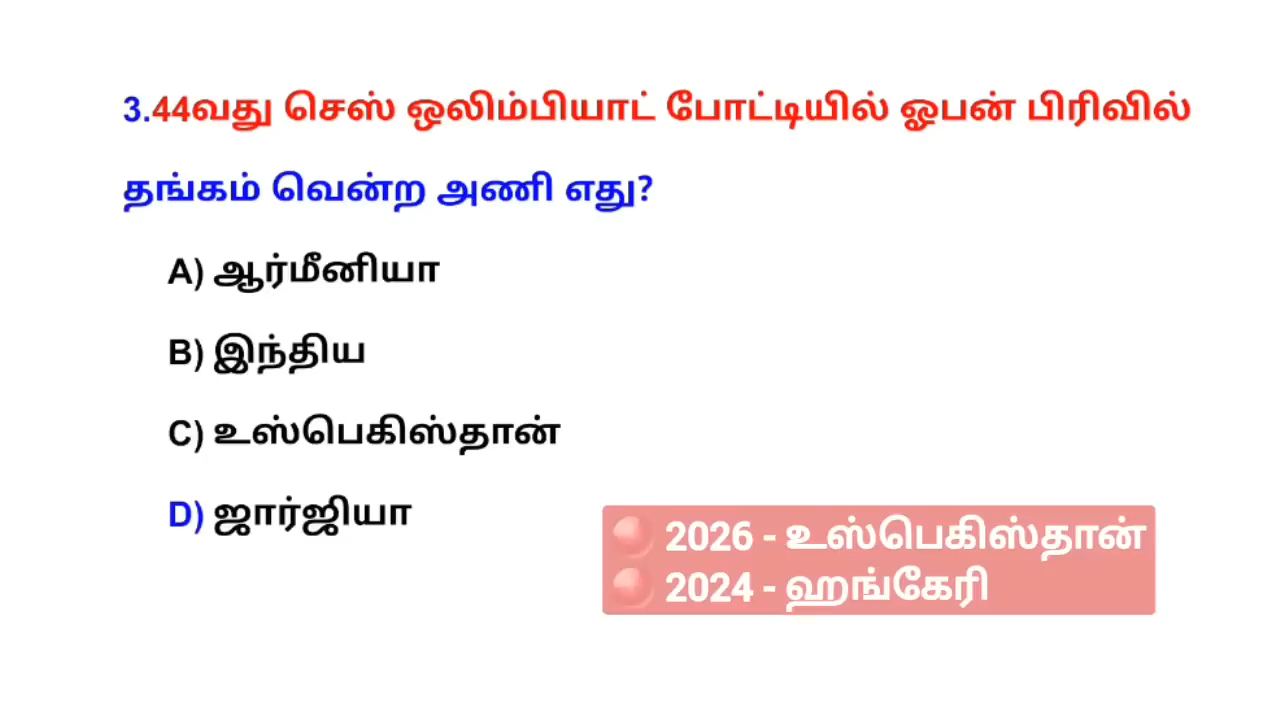 3.44வது செஸ் ஒலிம்பியாட் போட்டியில் ஓபன் பிரிவில்
தங்கம் வென்ற அணி எது?
A) ஆர்மீனியா
B) இந்திய
C) உஸ்பெகிஸ்தான்
D) ஜார்ஜியா
2026 - உஸ்பெகிஸ்தான்
2024 - ஹங்கேரி